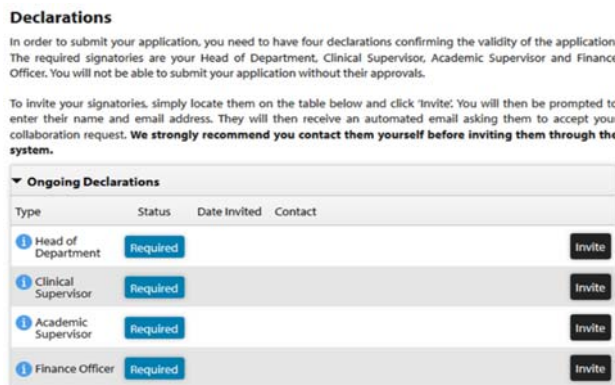 Declarations
In order to submit your application, you need to have four declarations confirming the validity of the application
The required signatories are your Head of Department, Clinical Supervisor, Academic Supervisor and Finance
Officer. You will not be able to submit your application without their approvals.
To invite your signatories, simply locate them on the table below and click 'Invite'. You will then be prompted to
enter their name and email address. They will then receive an automated email asking them to accept your
collaboration request. We strongly recommend you contact them yourself before inviting them through the
system.
Ongoing Declarations
Type Status Date Invited Contact
Head of
Department Required Invite
Clinical
Supervisor Required Invite
Academic
Supervisor Required Invite
Finance Officer Required Invite